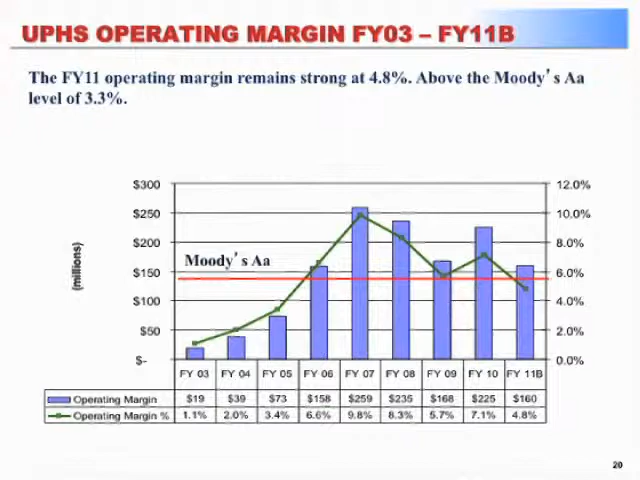 UPHS OPERATING MARGIN FY03 – FY11B
The FY11 operating margin remains strong at 4.8%. Above the Moody’s Aa
level of 3.3%.
$300 12.0%
$250 10.0%
$200 8.0%
Moody’s Aa
(millions)
$150 6.0%
$100 4.0%
$50 2.0%
$- 0.0%
FY 03 FY 04 FY 05 FY 06 FY 07 FY 08 FY 09 FY 10 FY 11B
Operating Margin $19 $39 $73 $158 $259 $235 $168 $225 $160
Operating Margin % 1.1% 2.0% 3.4% 6.6% 9.8% 8.3% 5.7% 7.1% 4.8%
20